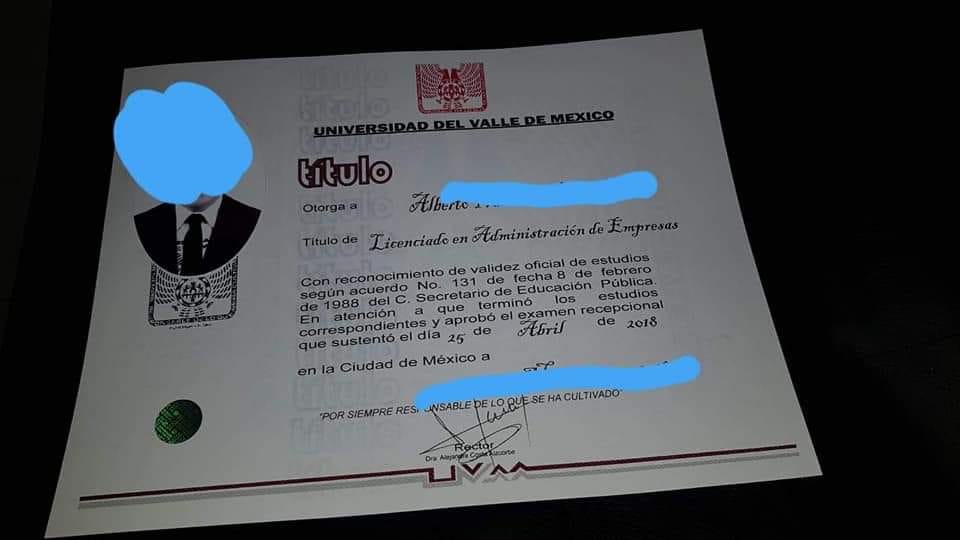 UNIVERSIDAD DEL VALLE DE MEXICO
título
Otorga a Alberto
Título de Licenciado en Administración de Empresas
Con reconocimiento de validez oficial de estudios
según acuerdo No. 131 de fecha 8 de febrero
de 1988 del C. Secretario de Educación Pública.
En atención a que terminó los estudios
correspondientes y aprobó el examen recepcional
que sustentó el día 25 de Abril de 2018
en la Ciudad de México a
"POR SIEMPRE RESPONSABLE DE LO QUE SE HA CULTIVADO"
Rector
Dra. Alejandra
UVM